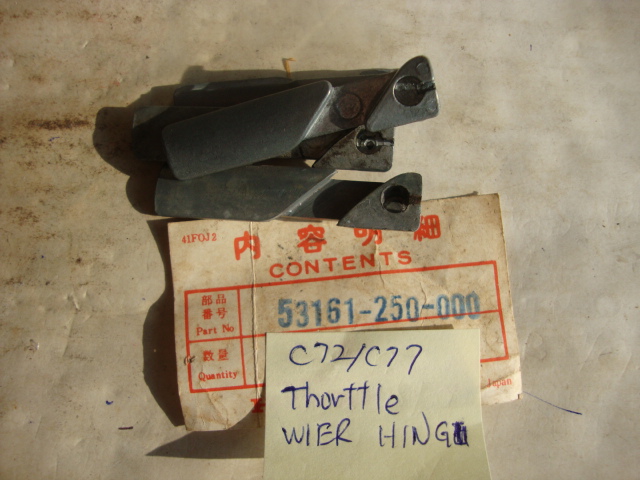 41FOJ2
内容明細
CONTENTS
部品
番号
Part No
53161-250-000
数量
Quantity
Japan
C72/C77
Thorttle
WIER HING